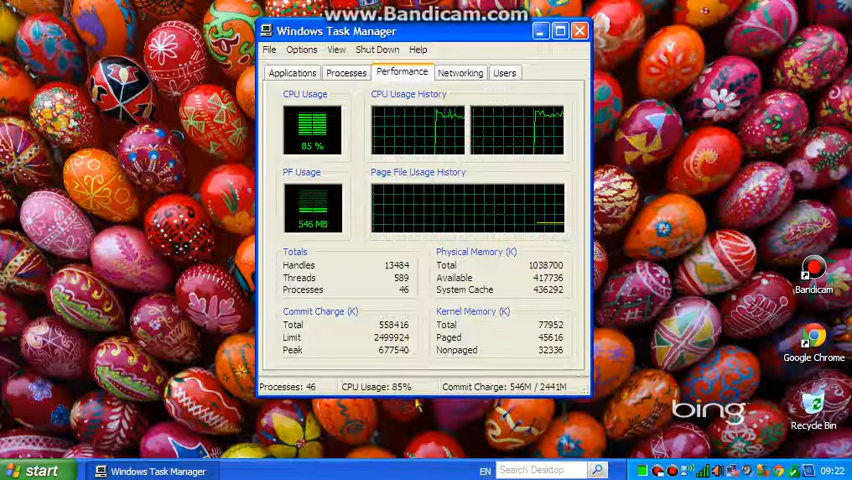 www.Bandicam.com
Windows Task Manager
File Options View Shut Down Help
Applications Processes Performance Networking Users
CPU Usage CPU Usage History
85 %
PF Usage Page File Usage History
546 MB
Totals
Handles 13484
Threads 589
Processes 46
Physical Memory (K)
Total 1038700
Available 417736
System Cache 436292
Commit Charge (K)
Total 558416
Limit 2499924
Peak 677540
Kernel Memory (K)
Total 77952
Paged 45616
Nonpaged 32336
Processes: 46 CPU Usage: 85% Commit Charge: 546M / 2441M
Bandicam
Google Chrome
Recycle Bin
bing
start Windows Task Manager EN Search Desktop 09:22